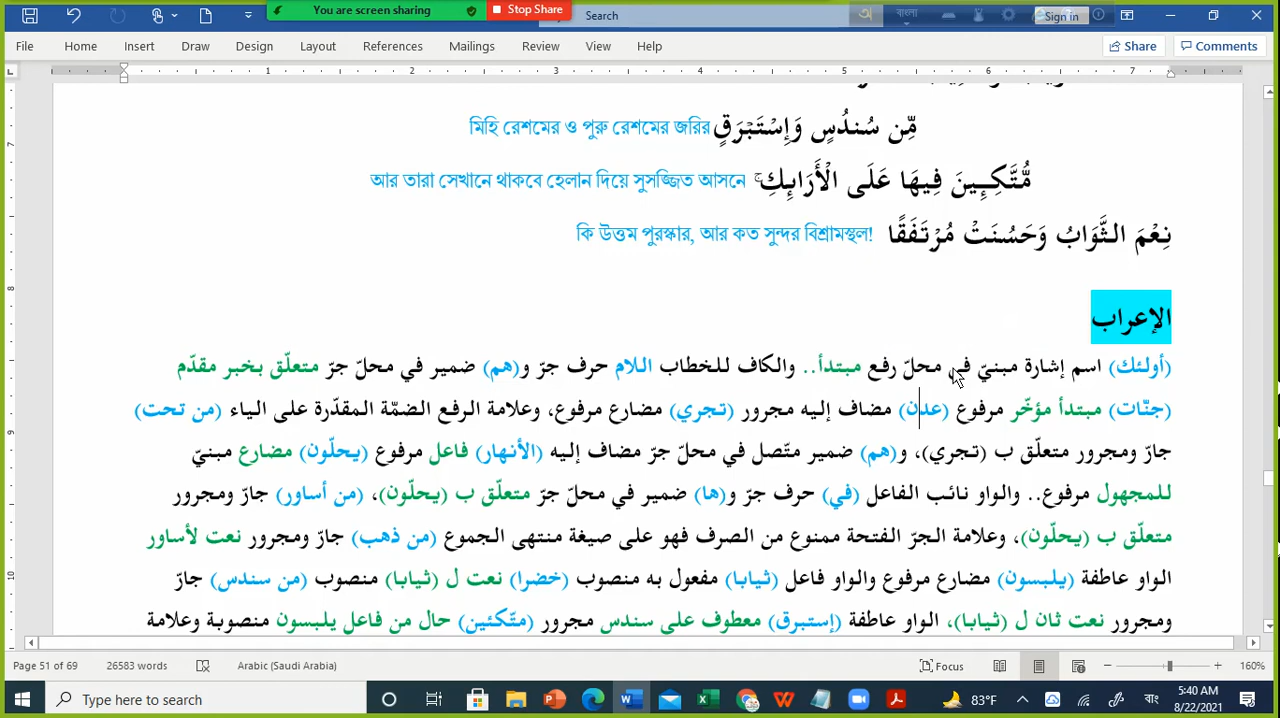 You are screen sharing
Stop Share
Search
বাংলা
Sign in
File Home Insert Draw Design Layout References Mailings Review View Help
Share Comments
1 2 3 4 5 6 7
مِّن سُندُسٍ وَإِسْتَبْرَقٍ মিহি রেশমের ও পুরু রেশমের জরির
مُّتَّكِئِينَ فِيهَا عَلَى الْأَرَائِكِ ۚ আর তারা সেখানে থাকবে হেলান দিয়ে সুসজ্জিত আসনে
نِعْمَ الثَّوَابُ وَحَسُنَتْ مُرْتَفَقًا কি উত্তম পুরস্কার, আর কত সুন্দর বিশ্রামস্থল!
الإعراب
(أولئك) اسم إشارة مبنيّ في محلّ رفع مبتدأ.. والكاف للخطاب اللام حرف جرّ و(هم) ضمير في محلّ جرّ متعلّق بخبر مقدّم
(جنّات) مبتدأ مؤخّر مرفوع (عدن) مضاف إليه مجرور (تجري) مضارع مرفوع، وعلامة الرفع الضمّة المقدّرة على الياء (من تحت)
جارّ ومجرور متعلّق ب (تجري)، و(هم) ضمير متّصل في محلّ جرّ مضاف إليه (الأنهار) فاعل مرفوع (يحلّون) مضارع مبنيّ
للمجهول مرفوع.. والواو نائب الفاعل (في) حرف جرّ و(ها) ضمير في محلّ جرّ متعلّق ب (يحلّون)، (من أساور) جارّ ومجرور
متعلّق ب (يحلّون)، وعلامة الجرّ الفتحة ممنوع من الصرف فهو على صيغة منتهى الجموع (من ذهب) جارّ ومجرور نعت لأساور
الواو عاطفة (يلبسون) مضارع مرفوع والواو فاعل (ثيابا) مفعول به منصوب (خضرا) نعت ل (ثيابا) منصوب (من سندس) جارّ
ومجرور نعت ثان ل (ثيابا)، الواو عاطفة (إستبرق) معطوف على سندس مجرور (متّكئين) حال من فاعل يلبسون منصوبة وعلامة
Page 51 of 69 26583 words Arabic (Saudi Arabia) Focus 160%
Type here to search 83°F বাং 5:40 AM
8/22/2021